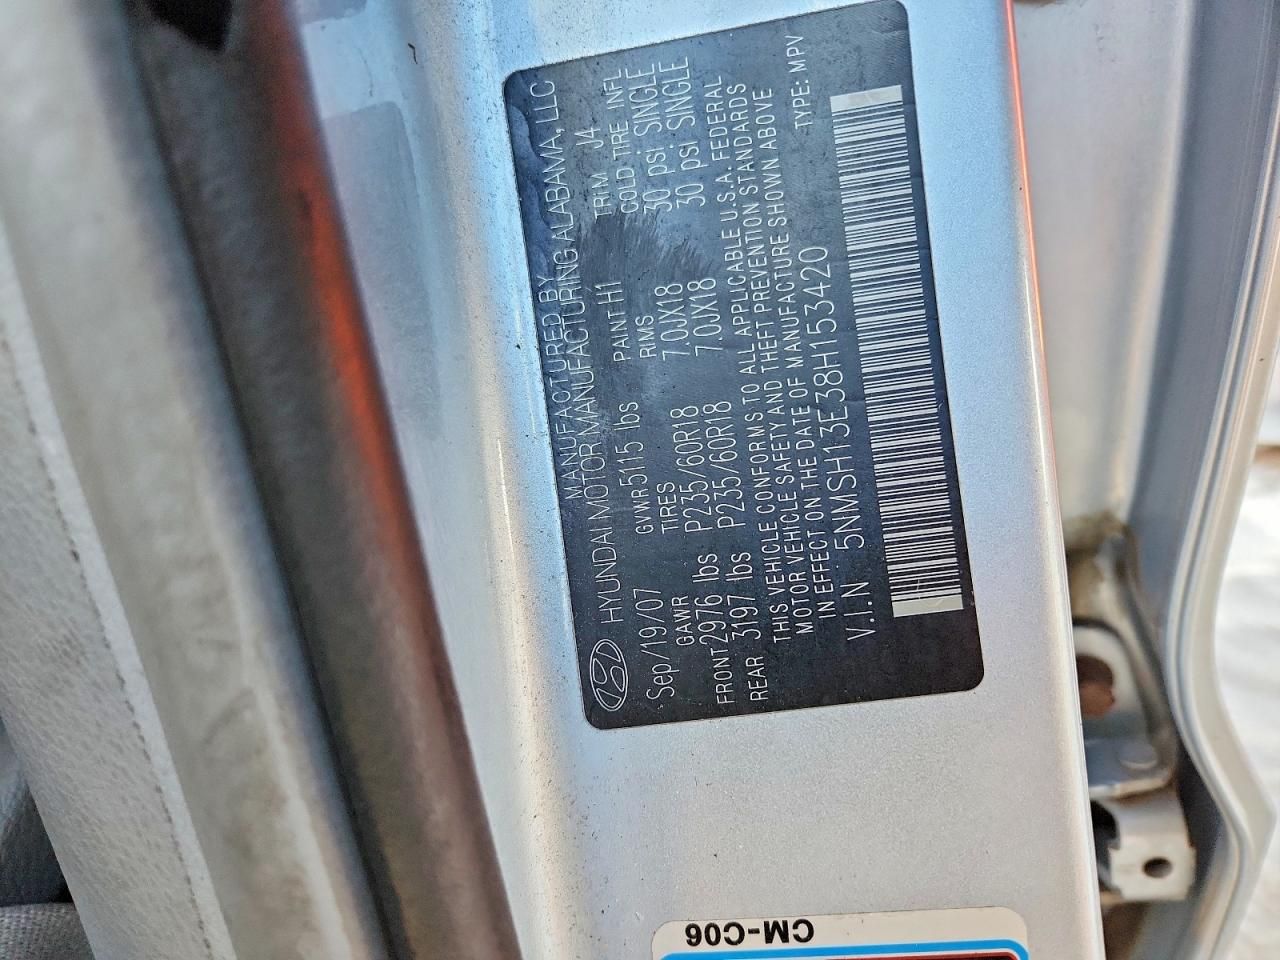 MANUFACTURED BY
HYUNDAI MOTOR MANUFACTURING ALABAMA, LLC
Sep/19/07 GVWR 5115 lbs PAINT H1 TRIM J4
GAWR TIRES RIMS COLD TIRE INFL
FRONT 2976 lbs P235/60R18 7.0JX18 30 psi SINGLE
REAR 3197 lbs P235/60R18 7.0JX18 30 psi SINGLE
THIS VEHICLE CONFORMS TO ALL APPLICABLE U.S.A. FEDERAL
MOTOR VEHICLE SAFETY AND THEFT PREVENTION STANDARDS
IN EFFECT ON THE DATE OF MANUFACTURE SHOWN ABOVE
V.I.N 5NMSH13E38H153420 TYPE: MPV
CM-C06